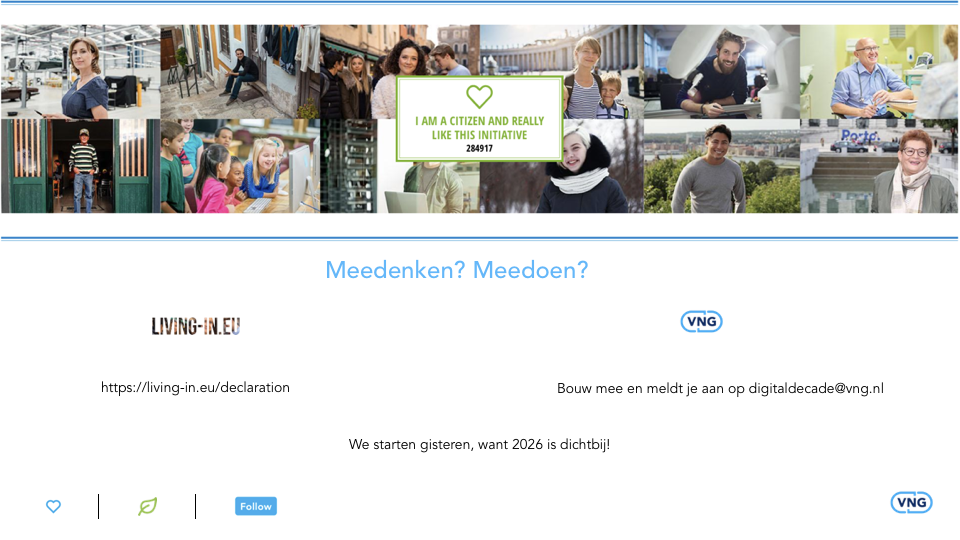 Porto.
I AM A CITIZEN AND REALLY
LIKE THIS INITIATIVE
284917
Meedenken? Meedoen?
LIVING-IN.EU
VNG
https://living-in.eu/declaration
Bouw mee en meldt je aan op digitaldecade@vng.nl
We starten gisteren, want 2026 is dichtbij!
Follow
VNG